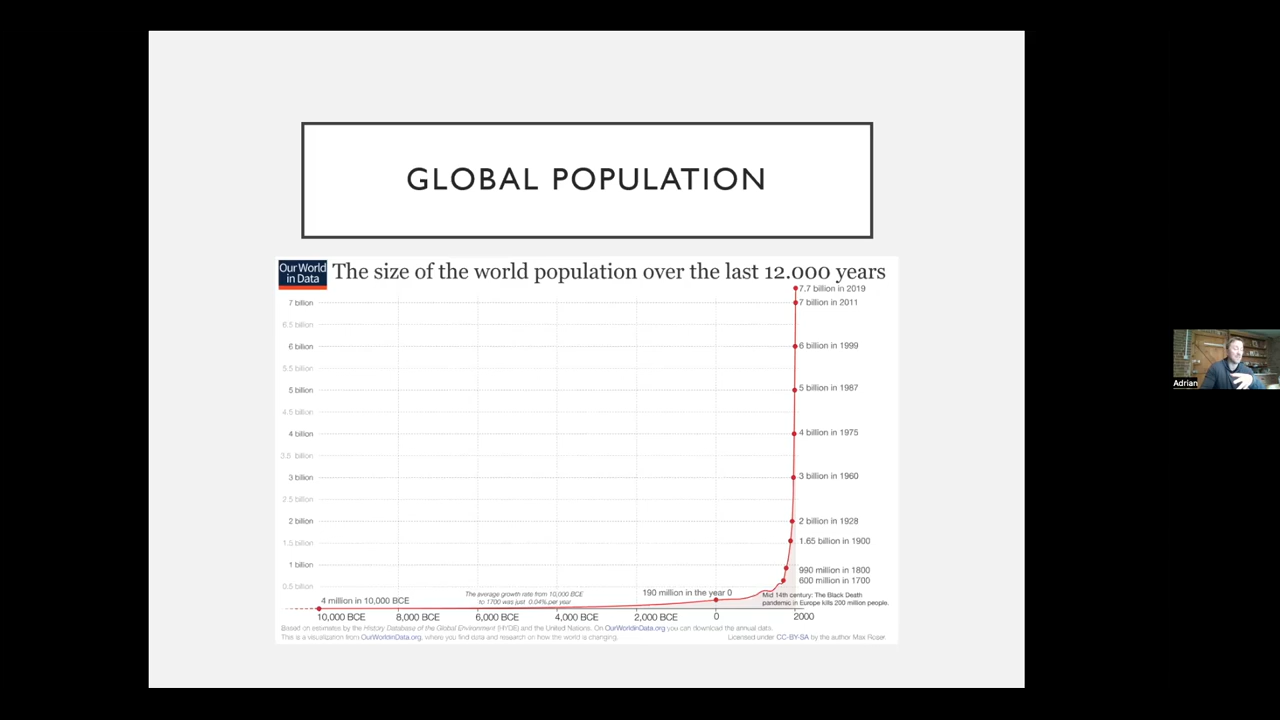 GLOBAL POPULATION
Our World
in Data
The size of the world population over the last 12.000 years
7.7 billion in 2019
7 billion
7 billion in 2011
6.5 billion
6 billion
6 billion in 1999
5.5 billion
5 billion
5 billion in 1987
4.5 billion
4 billion
4 billion in 1975
3.5 billion
3 billion
3 billion in 1960
2.5 billion
2 billion
2 billion in 1928
1.5 billion
1.65 billion in 1900
1 billion
990 million in 1800
600 million in 1700
0.5 billion
4 million in 10,000 BCE
The average growth rate from 10,000 BCE
to 1700 was just 0.04% per year
190 million in the year 0
Mid 14th century: The Black Death
pandemic in Europe kills 200 million people.
10,000 BCE
8,000 BCE
6,000 BCE
4,000 BCE
2,000 BCE
0
2000
Based on estimates by the History Database of the Global Environment (HYDE) and the United Nations. On OurWorldinData.org you can download the annual data.
This is a visualization from OurWorldinData.org, where you find data and research on how the world is changing.
Licensed under CC-BY-SA by the author Max Roser
Adrian